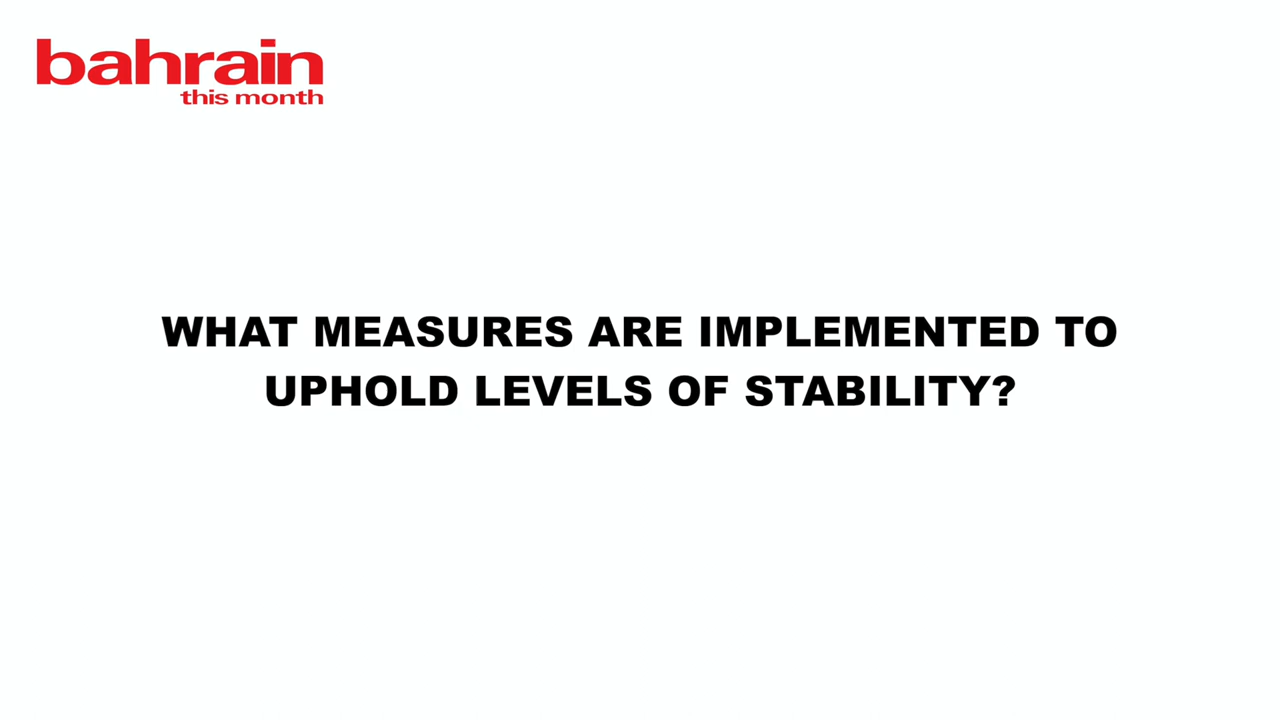 bahrain
this month
WHAT MEASURES ARE IMPLEMENTED TO
UPHOLD LEVELS OF STABILITY?